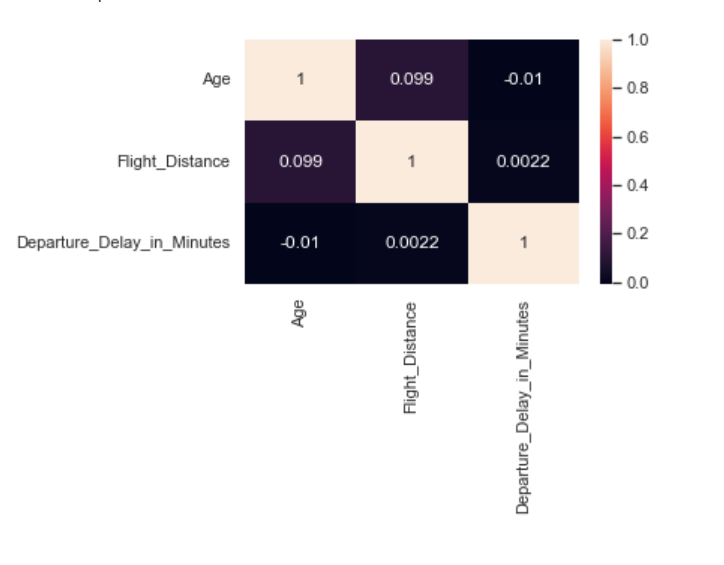 1.0
Age 1 0.099 -0.01
0.8
0.6
Flight_Distance 0.099 1 0.0022
0.4
0.2
Departure_Delay_in_Minutes -0.01 0.0022 1
0.0
Age
Flight_Distance
Departure_Delay_in_Minutes